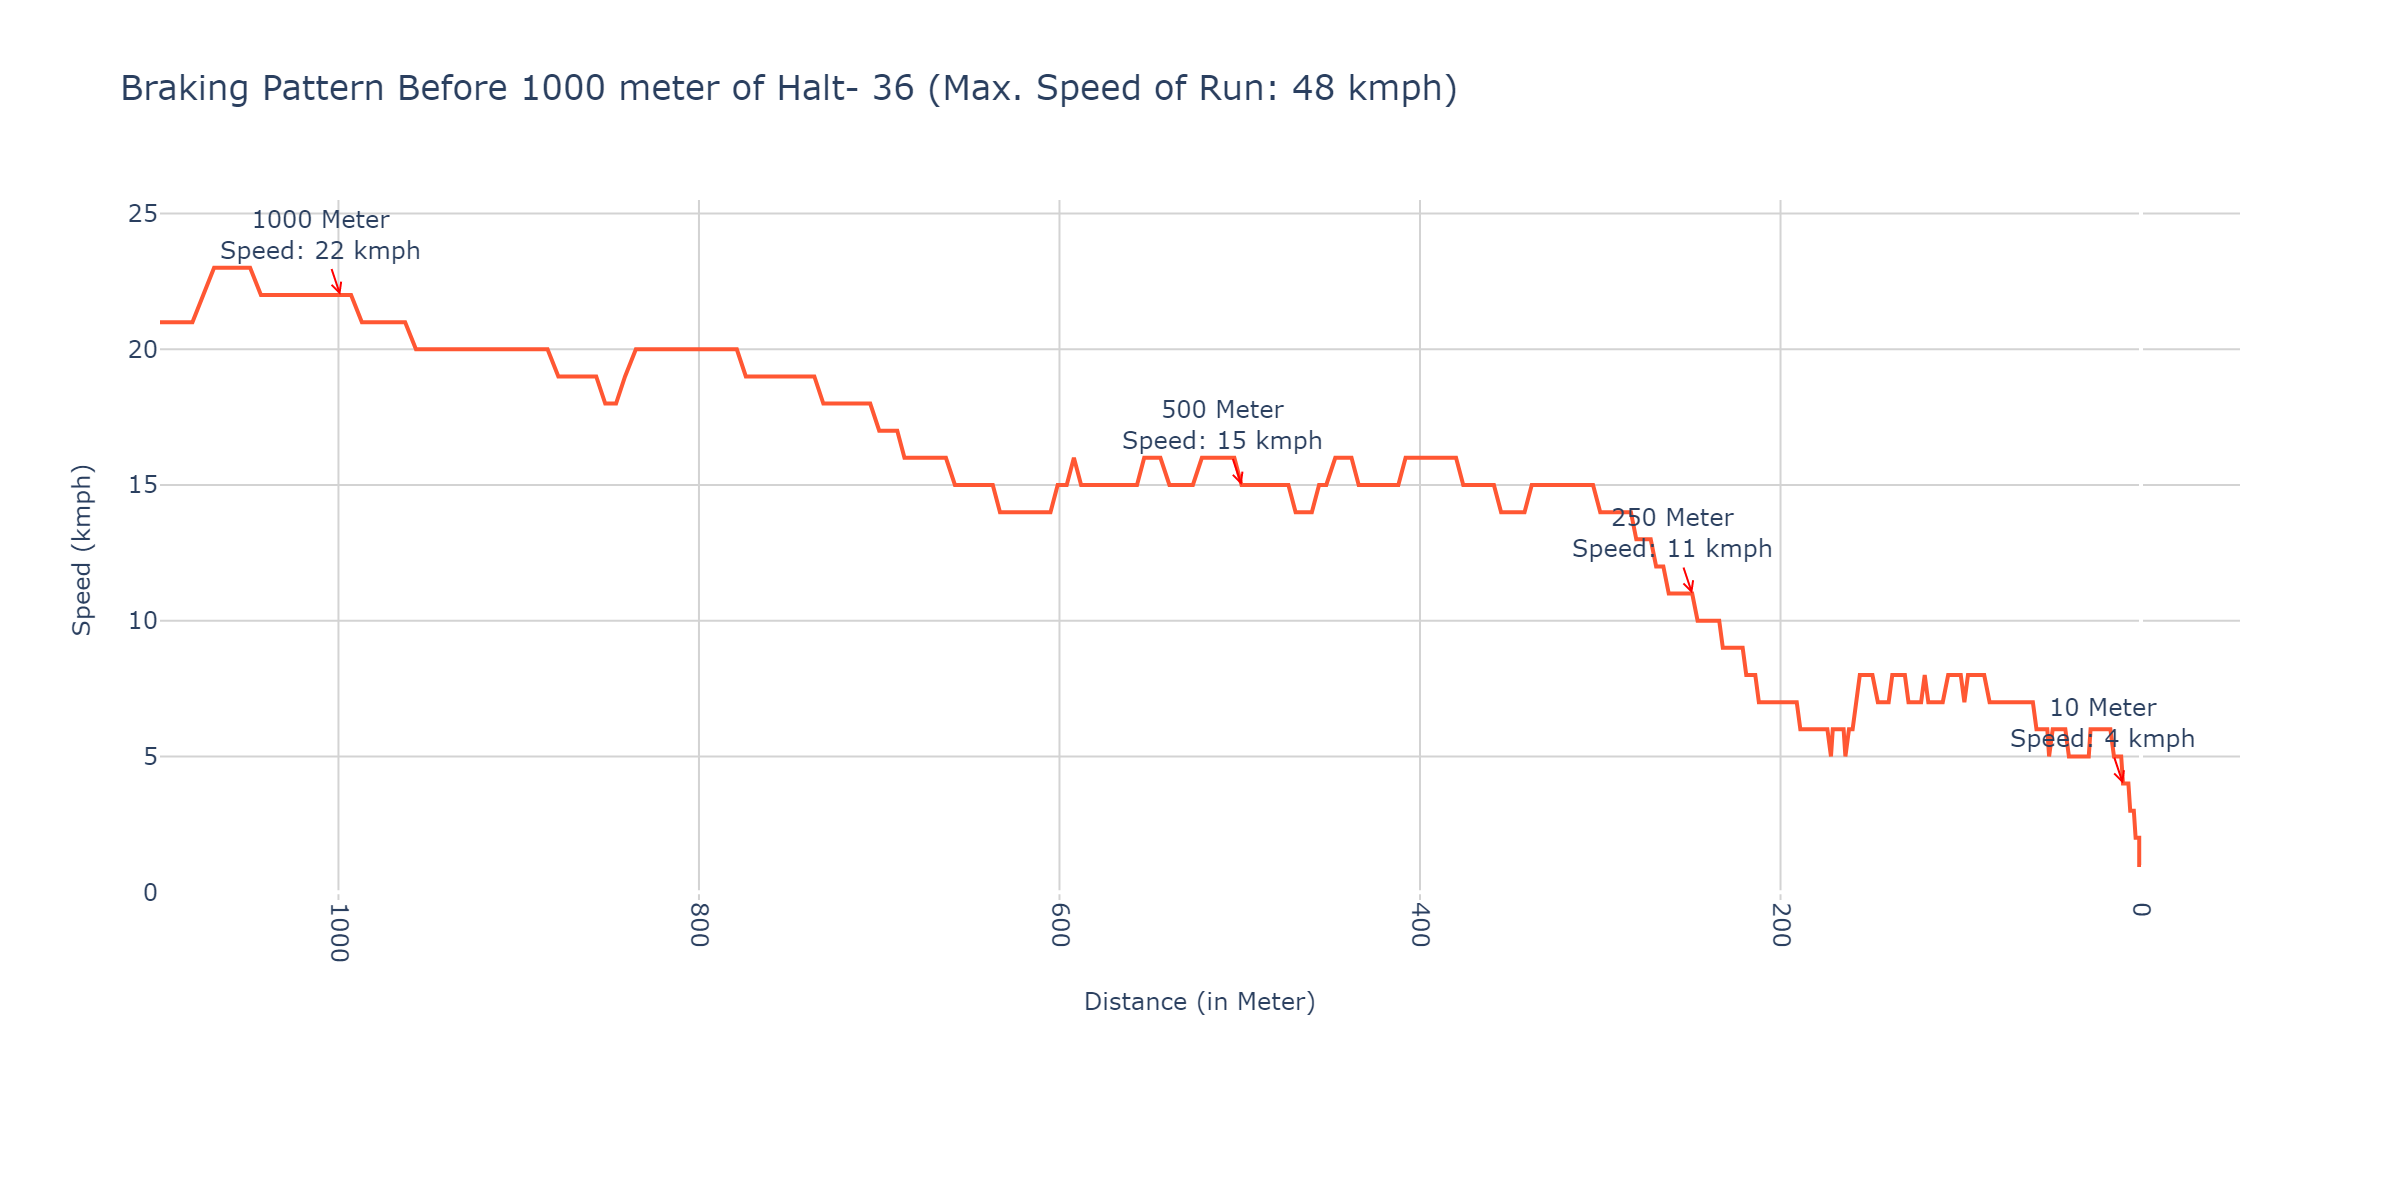 Braking Pattern Before 1000 meter of Halt- 36 (Max. Speed of Run: 48 kmph)
25
1000 Meter
Speed: 22 kmph
20
500 Meter
Speed: 15 kmph
15
250 Meter
Speed: 11 kmph
10
10 Meter
Speed: 4 kmph
5
0
Speed (kmph)
1000
800
600
400
200
0
Distance (in Meter)